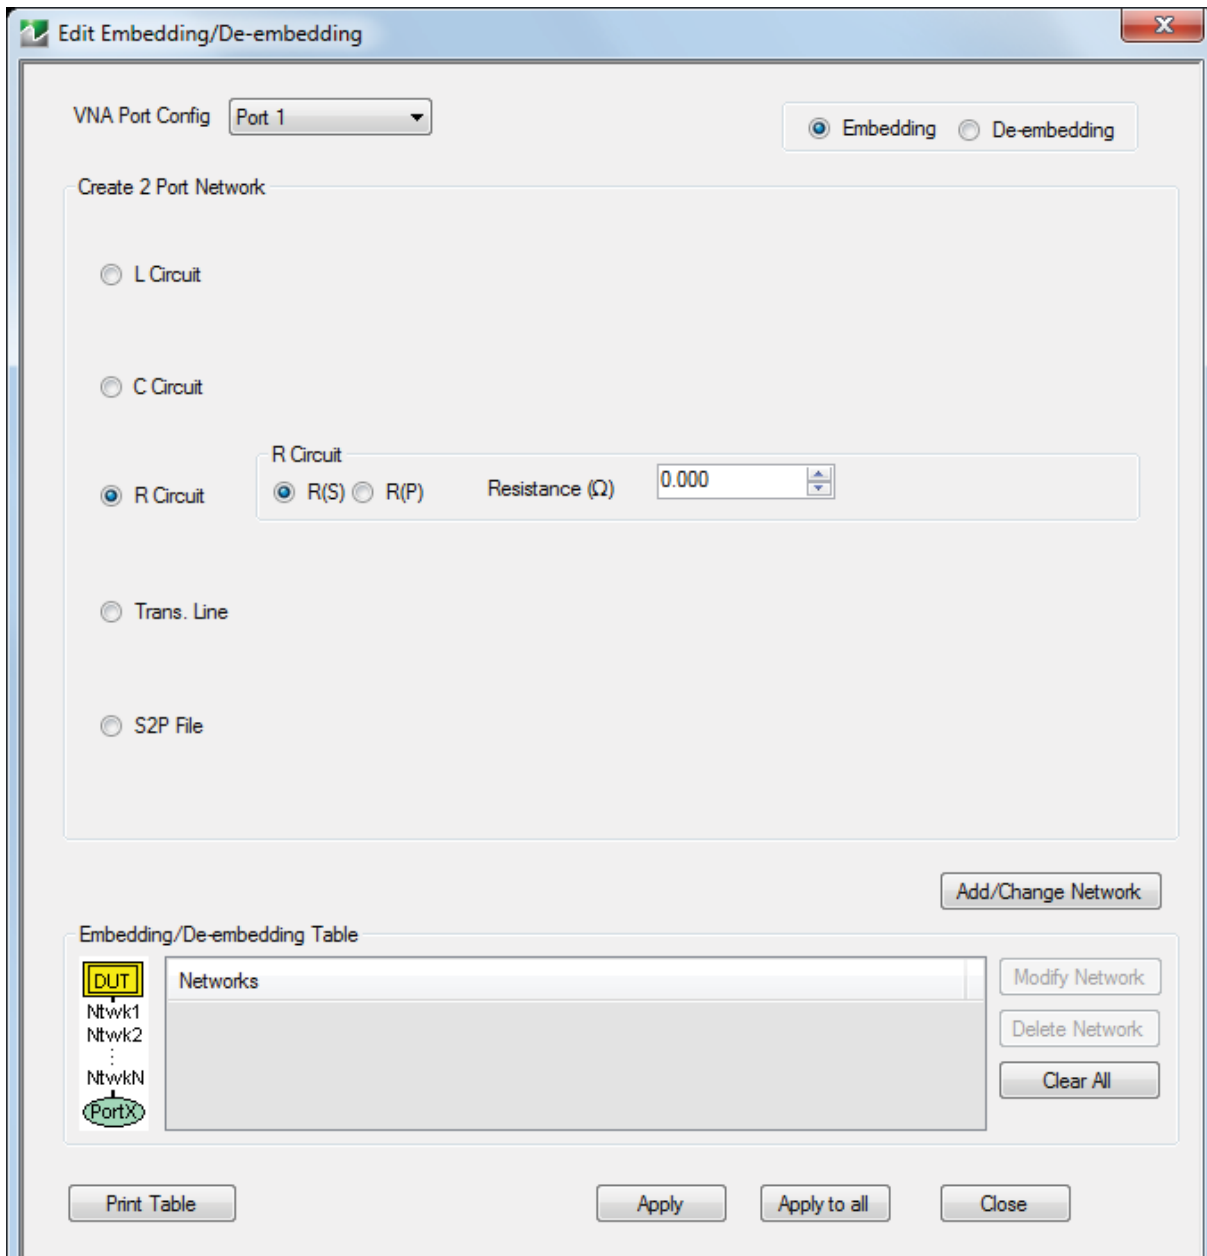 Edit Embedding/De-embedding
VNA Port Config Port 1 Embedding De-embedding
Create 2 Port Network
L Circuit
C Circuit
R Circuit
R Circuit R(S) R(P) Resistance (Ω) 0.000
Trans. Line
S2P File
Add/Change Network
Embedding/De-embedding Table
DUT Networks Modify Network
Ntwk1
Ntwk2 Delete Network
NtwkN Clear All
PortX
Print Table Apply Apply to all Close